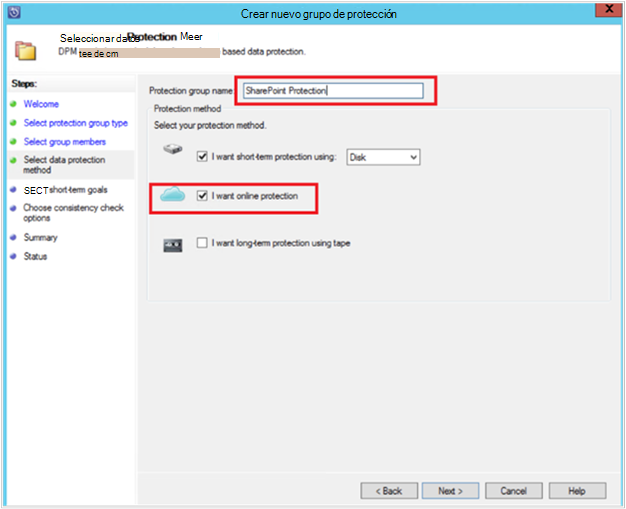 Crear nuevo grupo de protección
X
Seleccionar datos Protection Meer
DPM tee de cm based data protection.
Steps:
Welcome
Select protection group type
Select group members
Select data protection
method
SECT short-term goals
Choose consistency check
options
Summary
Status
Protection group name: SharePoint Protection
Protection method
Select your protection method.
I want short-term protection using: Disk
I want online protection
I want long-term protection using tape
< Back Next > Cancel Help